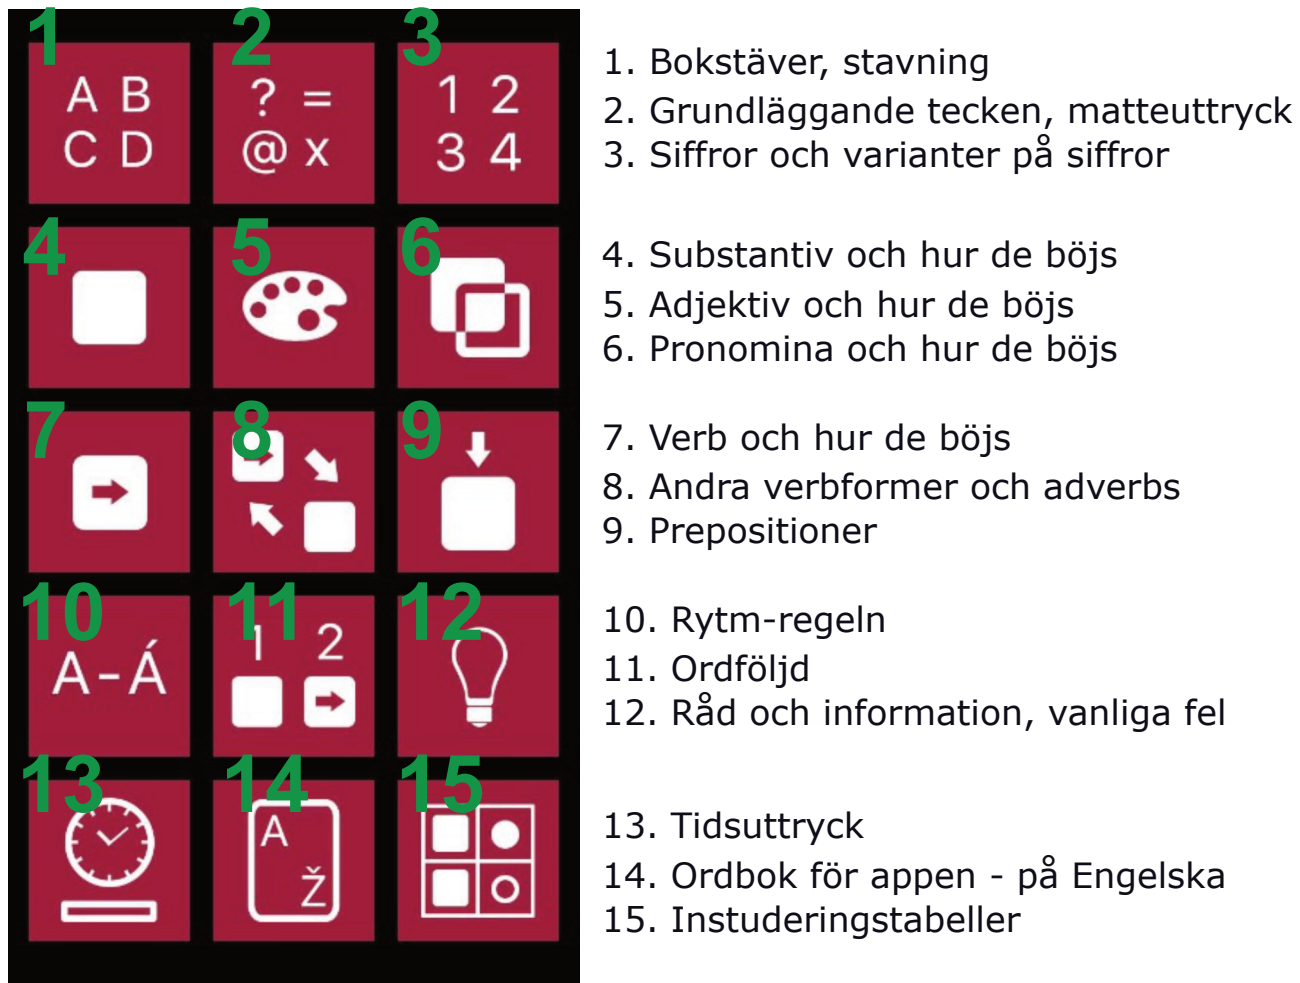 1 2 3
A B ? = 1 2
C D @ x 3 4
4 5 6
7 8 9
10 11 12
A-Á 1 2
13 14 15
A
Ž
1. Bokstäver, stavning
2. Grundläggande tecken, matteuttryck
3. Siffror och varianter på siffror
4. Substantiv och hur de böjs
5. Adjektiv och hur de böjs
6. Pronomina och hur de böjs
7. Verb och hur de böjs
8. Andra verbformer och adverbs
9. Prepositioner
10. Rytm-regeln
11. Ordföljd
12. Råd och information, vanliga fel
13. Tidsuttryck
14. Ordbok för appen - på Engelska
15. Instuderingstabeller